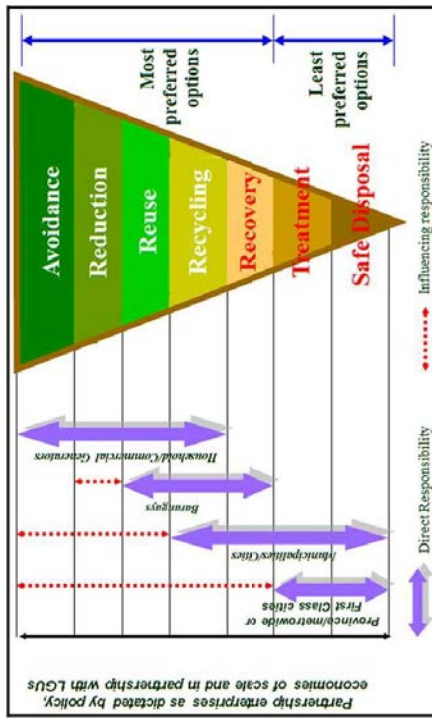 Avoidance
Reduction
Reuse
Recycling
Recovery
Treatment
Safe Disposal
Most
preferred
options
Least
preferred
options
Household/Commercial Generators
Barangays
Municipalities/Cities
Province/metrowide or
First Class cities
Partnership enterprises as dictated by policy,
economies of scale and in partnership with LGUs
Direct Responsibility
Influencing responsibility